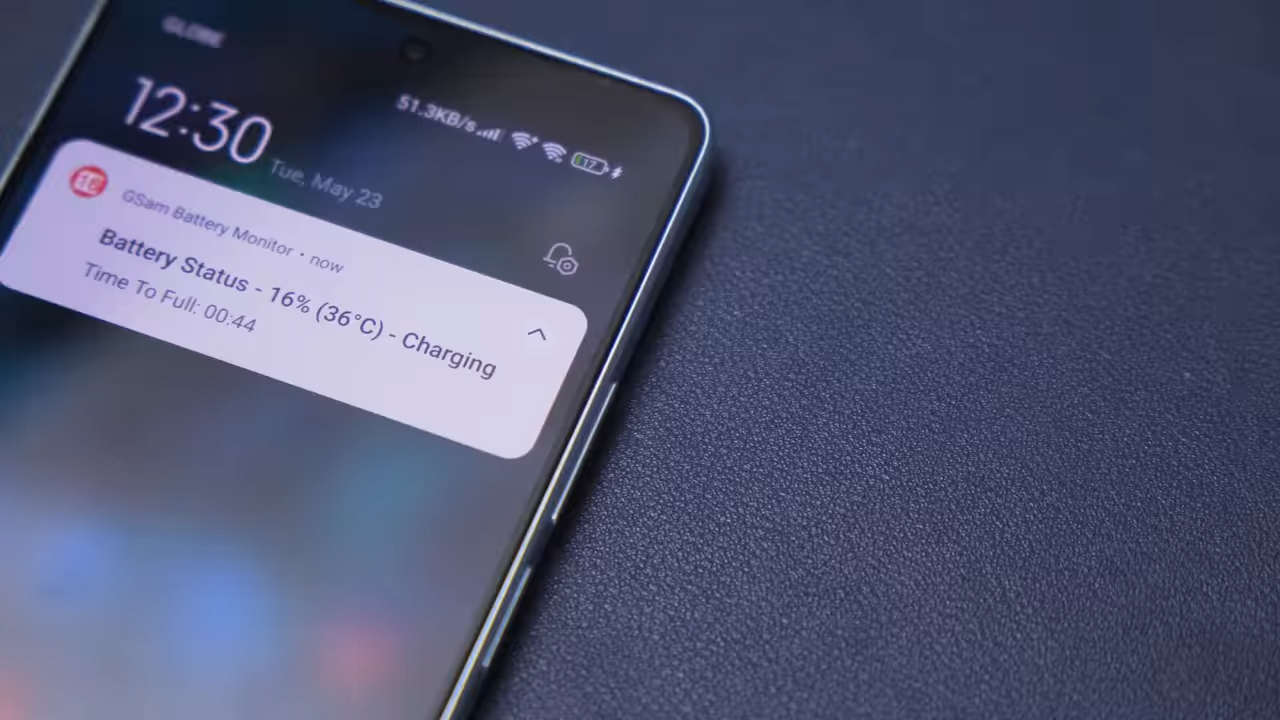 GLOBE
51.3KB/s
17
12:30 Tue, May 23
16 GSam Battery Monitor • now
Battery Status - 16% (36°C) - Charging
Time To Full: 00:44